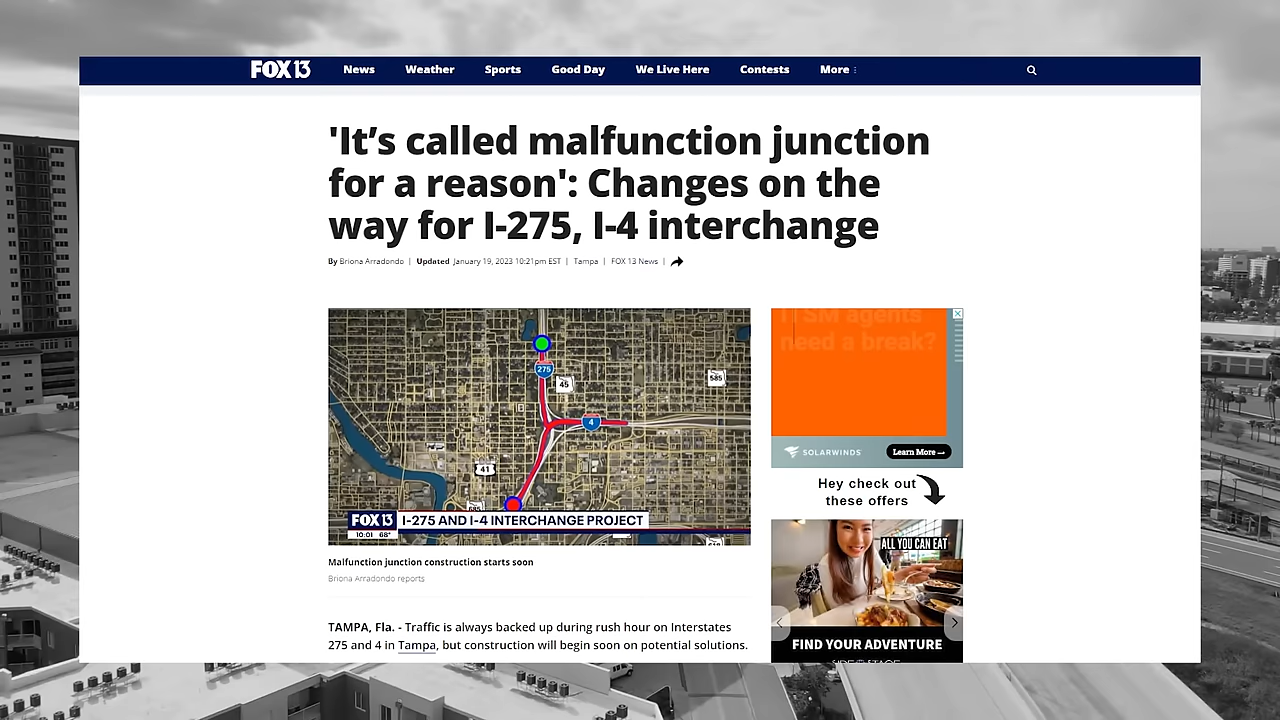 FOX 13 News Weather Sports Good Day We Live Here Contests More
'It’s called malfunction junction
for a reason': Changes on the
way for I-275, I-4 interchange
By Briona Arradondo | Updated January 19, 2023 10:21pm EST | Tampa | FOX 13 News |
275
45
585
4
41
FOX 13 I-275 AND I-4 INTERCHANGE PROJECT
10:01 68°
Malfunction junction construction starts soon
Briona Arradondo reports
TAMPA, Fla. - Traffic is always backed up during rush hour on Interstates
275 and 4 in Tampa, but construction will begin soon on potential solutions.
SM agents
need a break?
SOLARWINDS Learn More →
Hey check out
these offers
ALL YOU CAN EAT
FIND YOUR ADVENTURE